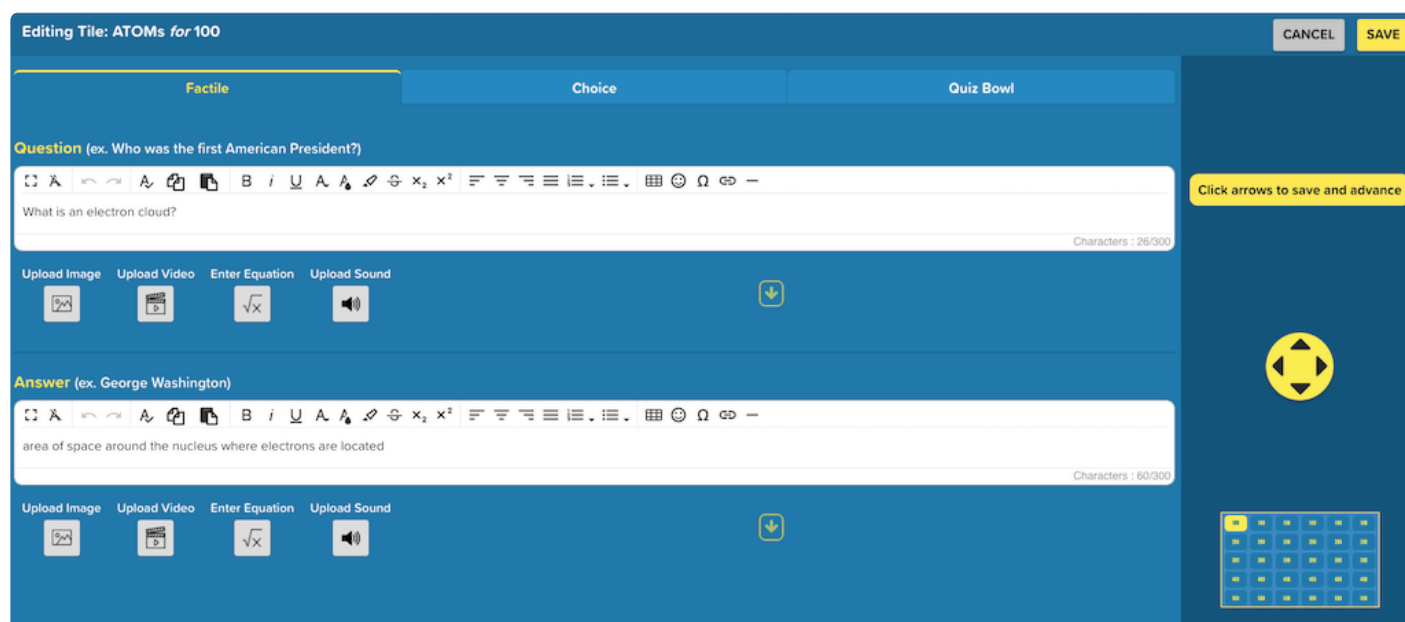 Editing Tile: ATOMs for 100
CANCEL
SAVE
Factile
Choice
Quiz Bowl
Question (ex. Who was the first American President?)
What is an electron cloud?
Characters : 26/300
Upload Image Upload Video Enter Equation Upload Sound
Click arrows to save and advance
Answer (ex. George Washington)
area of space around the nucleus where electrons are located
Characters : 60/300
Upload Image Upload Video Enter Equation Upload Sound